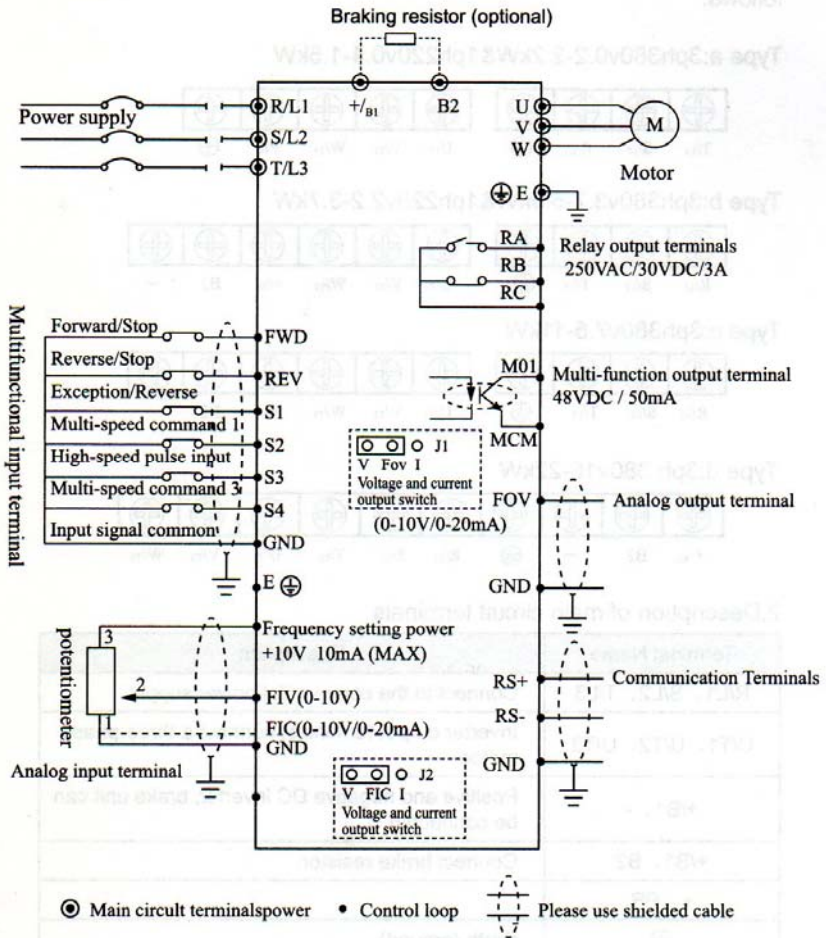 Braking resistor (optional)
R/L1
+/B1
B2
U
Power supply
S/L2
V
M
W
T/L3
Motor
E
RA
Relay output terminals
250VAC/30VDC/3A
RB
RC
Multifunctional input terminal
Forward/Stop
FWD
Reverse/Stop
REV
Exception/Reverse
S1
Multi-speed command 1
S2
High-speed pulse input
S3
Multi-speed command 3
S4
Input signal common
GND
E
M01
Multi-function output terminal
48VDC / 50mA
MCM
J1
V Fov I
Voltage and current
output switch
(0-10V/0-20mA)
FOV
Analog output terminal
GND
potentiometer
3
2
1
Frequency setting power
+10V 10mA (MAX)
FIV(0-10V)
FIC(0-10V/0-20mA)
GND
Analog input terminal
RS+
Communication Terminals
RS-
GND
J2
V FIC I
Voltage and current
output switch
Main circult terminalspower
Control loop
Please use shielded cable